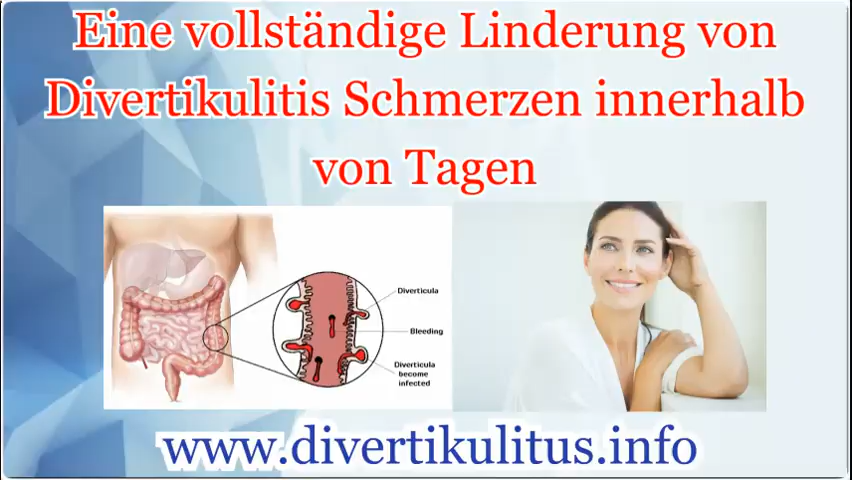 Eine vollständige Linderung von
Divertikulitis Schmerzen innerhalb
von Tagen
Diverticula
Bleeding
Diverticula
become
infected
www.divertikulitus.info